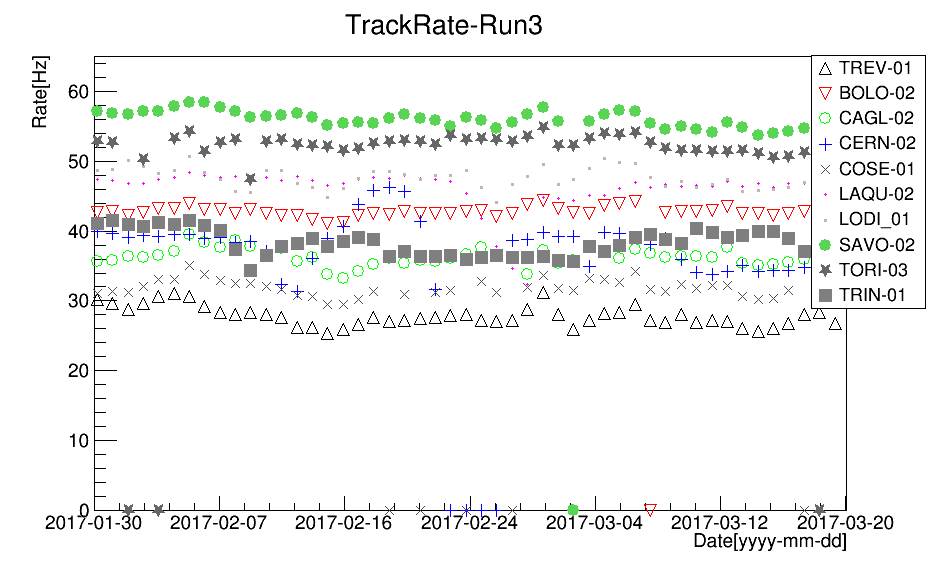 TrackRate-Run3
Rate[Hz]
60
50
40
30
20
10
0
2017-01-30 2017-02-07 2017-02-16 2017-02-24 2017-03-04 2017-03-12 2017-03-20
Date[yyyy-mm-dd]
TREV-01
BOLO-02
CAGL-02
CERN-02
COSE-01
LAQU-02
LODI_01
SAVO-02
TORI-03
TRIN-01